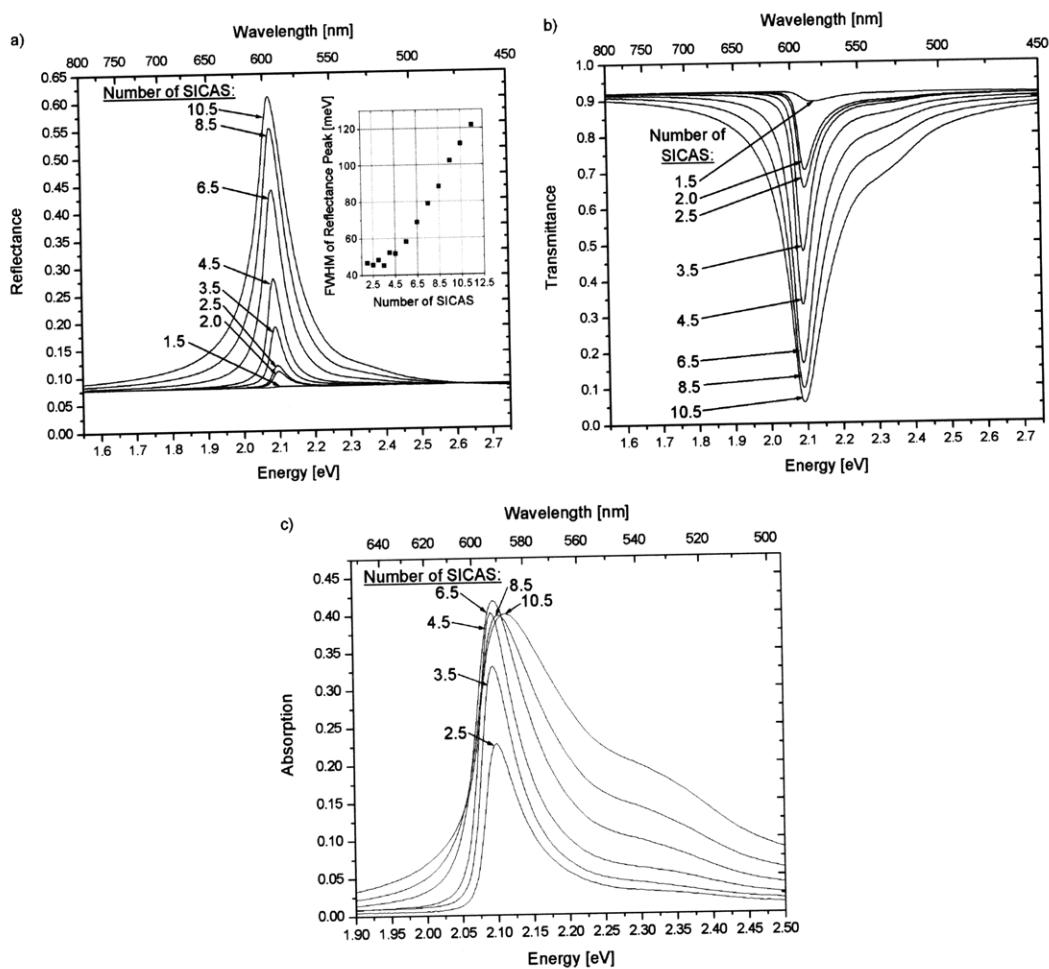 a)
Wavelength [nm]
800 750 700 650 600 550 500 450
Reflectance
0.65
0.60
0.55
0.50
0.45
0.40
0.35
0.30
0.25
0.20
0.15
0.10
0.05
0.00
Number of SICAS:
10.5
8.5
6.5
4.5
3.5
2.5
2.0
1.5
FWHM of Reflectance Peak [meV]
120
100
80
60
40
2.5 4.5 6.5 8.5 10.5 12.5
Number of SICAS
1.6 1.7 1.8 1.9 2.0 2.1 2.2 2.3 2.4 2.5 2.6 2.7
Energy [eV]
b)
Wavelength [nm]
800 750 700 650 600 550 500 450
Transmittance
1.0
0.9
0.8
0.7
0.6
0.5
0.4
0.3
0.2
0.1
0.0
Number of
SICAS:
1.5
2.0
2.5
3.5
4.5
6.5
8.5
10.5
1.6 1.7 1.8 1.9 2.0 2.1 2.2 2.3 2.4 2.5 2.6 2.7
Energy [eV]
c)
Wavelength [nm]
640 620 600 580 560 540 520 500
Absorption
0.45
0.40
0.35
0.30
0.25
0.20
0.15
0.10
0.05
0.00
Number of SICAS:
6.5 8.5
4.5 10.5
3.5
2.5
1.90 1.95 2.00 2.05 2.10 2.15 2.20 2.25 2.30 2.35 2.40 2.45 2.50
Energy [eV]